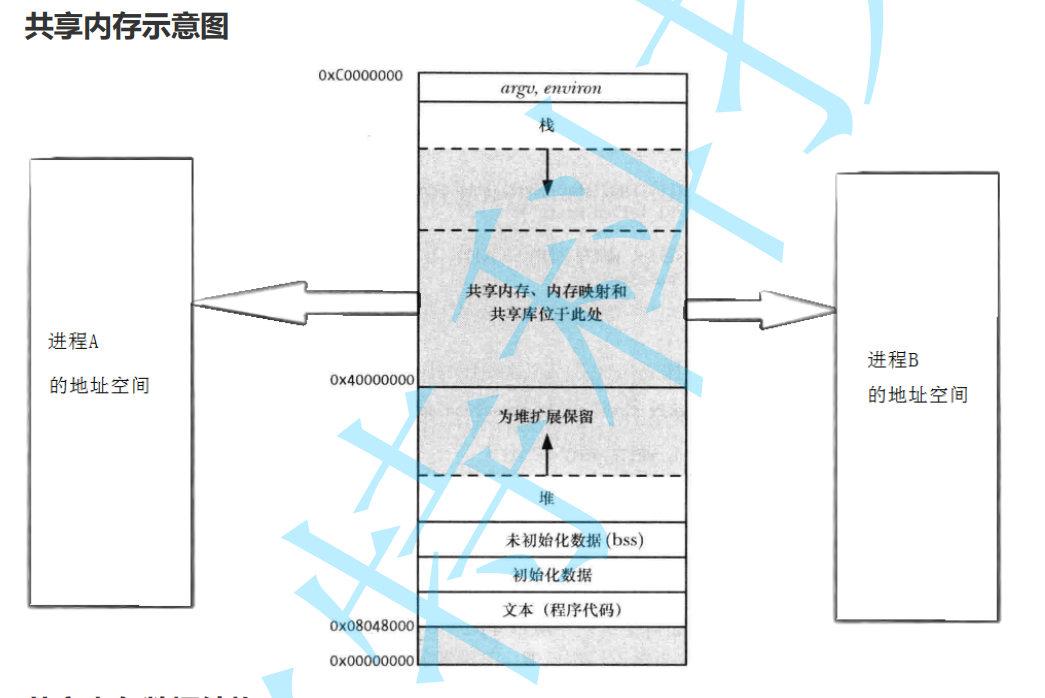 共享内存示意图
0xC0000000
argv, environ
栈
共享内存、内存映射和
共享库位于此处
进程A
的地址空间
进程B
的地址空间
0x40000000
为堆扩展保留
堆
未初始化数据(bss)
初始化数据
文本（程序代码）
0x08048000
0x00000000